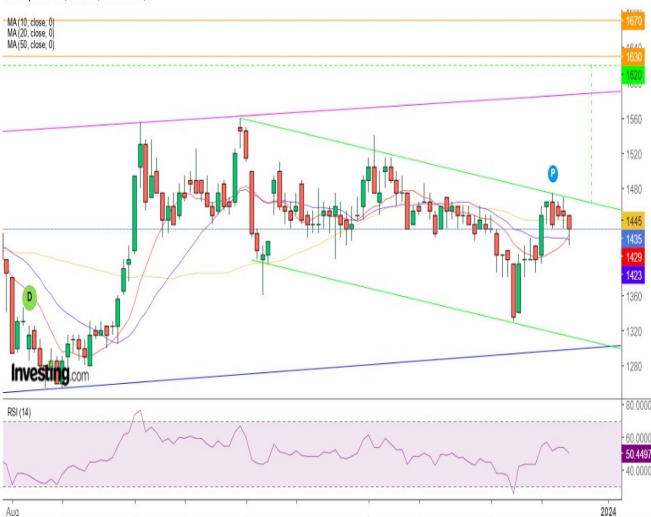 MA (10, close, 0)
MA (20, close, 0)
MA (50, close, 0)
1670
1640
1630
1620
1560
1520
1480
1445
1435
1429
1423
1360
1320
1280
P
D
Investing.com
RSI (14)
80.0000
60.0000
50.4497
40.0000
Aug
2024